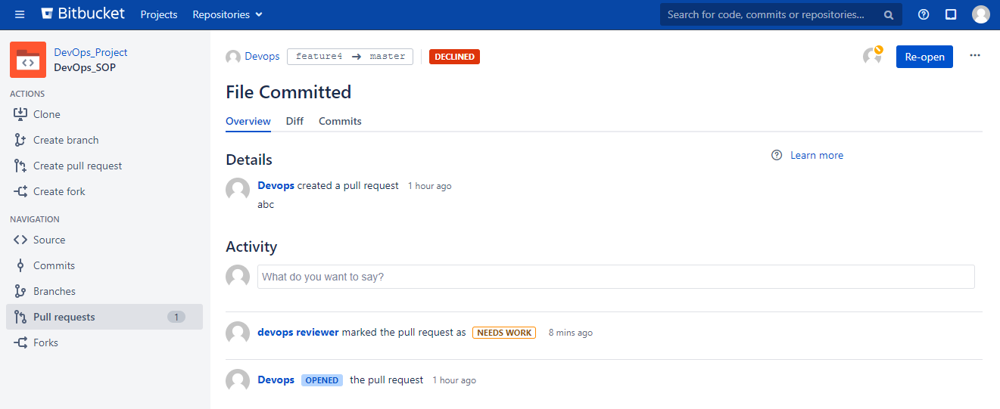 Bitbucket Projects Repositories Search for code, commits or repositories...
DevOps_Project
DevOps_SOP
ACTIONS
Clone
Create branch
Create pull request
Create fork
NAVIGATION
Source
Commits
Branches
Pull requests 1
Forks
Devops feature4 → master DECLINED Re-open
File Committed
Overview Diff Commits
Details
Learn more
Devops created a pull request 1 hour ago
abc
Activity
What do you want to say?
devops reviewer marked the pull request as NEEDS WORK 8 mins ago
Devops OPENED the pull request 1 hour ago